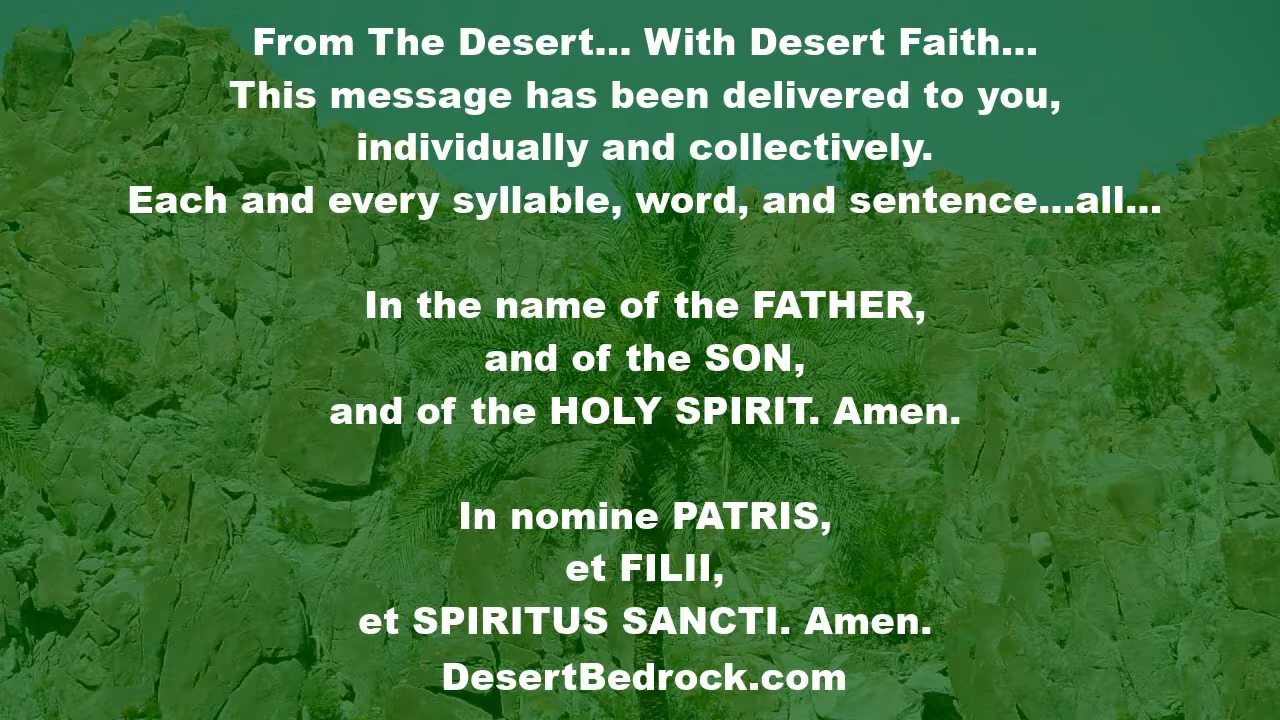 From The Desert... With Desert Faith...
This message has been delivered to you,
individually and collectively.
Each and every syllable, word, and sentence...all...
In the name of the FATHER,
and of the SON,
and of the HOLY SPIRIT. Amen.
In nomine PATRIS,
et FILII,
et SPIRITUS SANCTI. Amen.
DesertBedrock.com